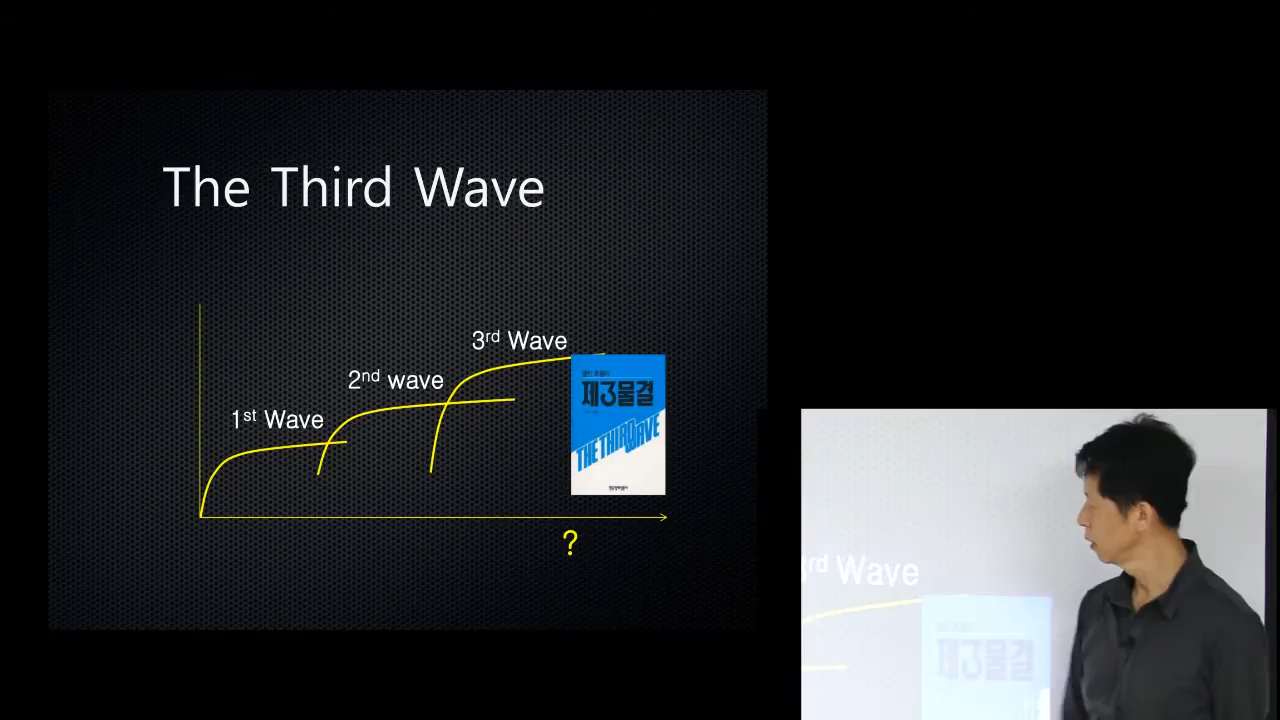 The Third Wave
3rd Wave
2nd wave
1st Wave
제3물결
THE THIRD WAVE
?
rd Wave
제3물결